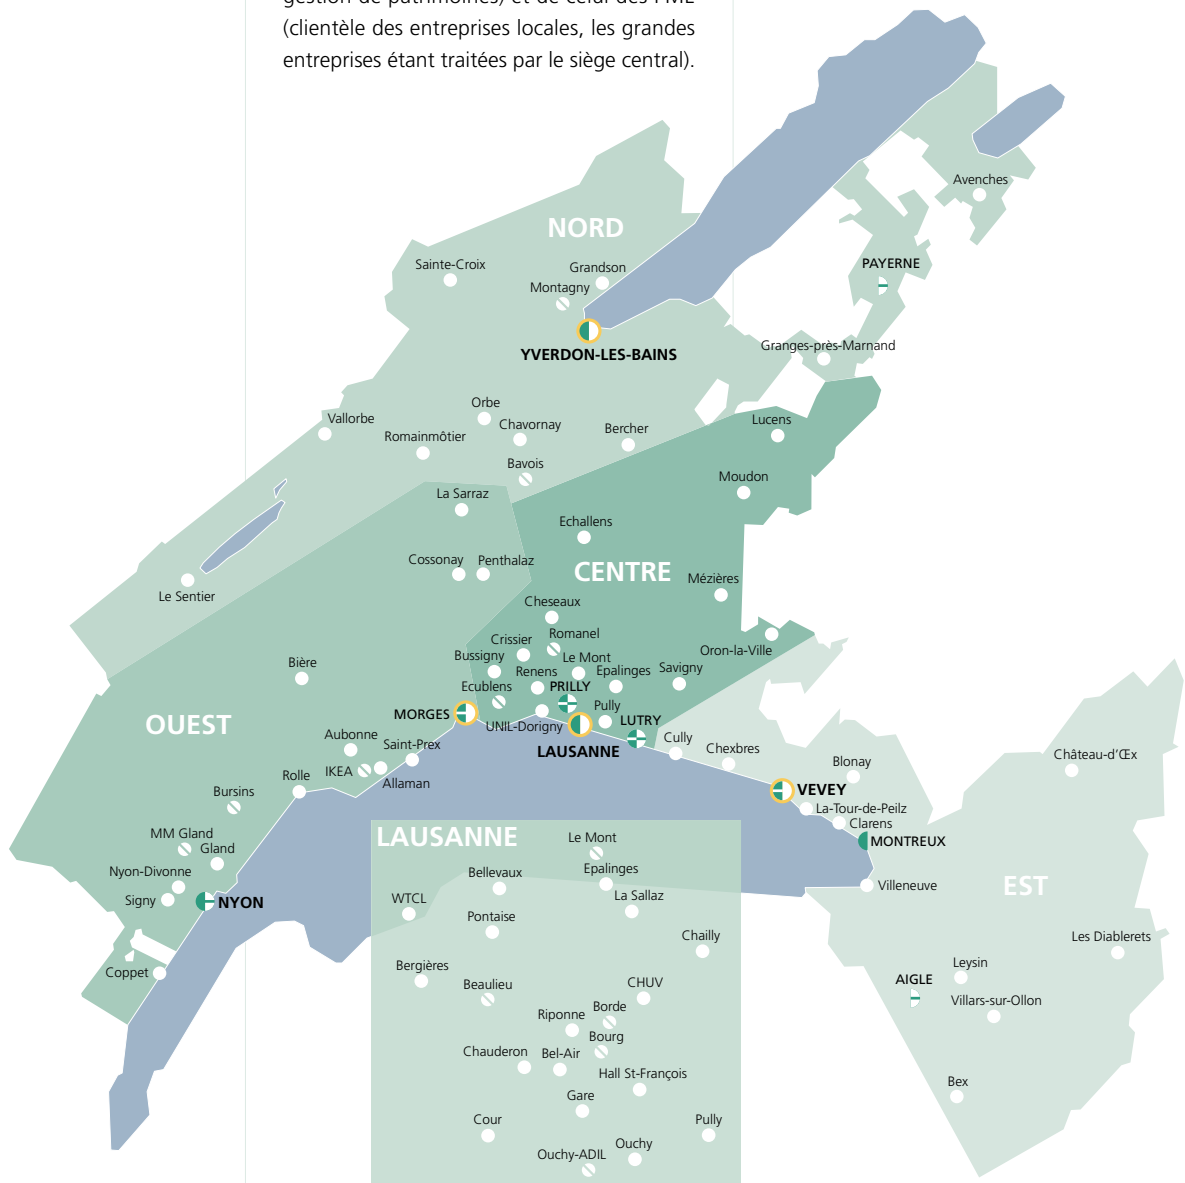 (clientèle des entreprises locales, les grandes
entreprises étant traitées par le siège central).
Avenches
NORD
PAYERNE
Sainte-Croix
Grandson
Montagny
Granges-près-Marnand
YVERDON-LES-BAINS
Orbe
Vallorbe
Chavornay
Lucens
Romainmôtier
Bercher
Bavois
Moudon
La Sarraz
Echallens
Cossonay
Penthalaz
CENTRE
Mézières
Le Sentier
Cheseaux
Romanel
Crissier
Oron-la-Ville
Bussigny
Le Mont
Bière
Renens
Epalinges
Savigny
Ecublens
PRILLY
Pully
MORGES
LUTRY
OUEST
UNIL-Dorigny
Aubonne
Cully
Saint-Prex
LAUSANNE
Chexbres
Château-d’Œx
Blonay
IKEA
Rolle
Allaman
Bursins
VEVEY
La-Tour-de-Peilz
Clarens
MM Gland
LAUSANNE
Le Mont
MONTREUX
Gland
Nyon-Divonne
Bellevaux
Epalinges
Villeneuve
EST
Signy
NYON
WTCL
La Sallaz
Pontaise
Chailly
Les Diablerets
Coppet
Bergières
Leysin
Beaulieu
CHUV
AIGLE
Villars-sur-Ollon
Borde
Riponne
Bourg
Chauderon
Bel-Air
Hall St-François
Bex
Gare
Cour
Pully
Ouchy
Ouchy-ADIL